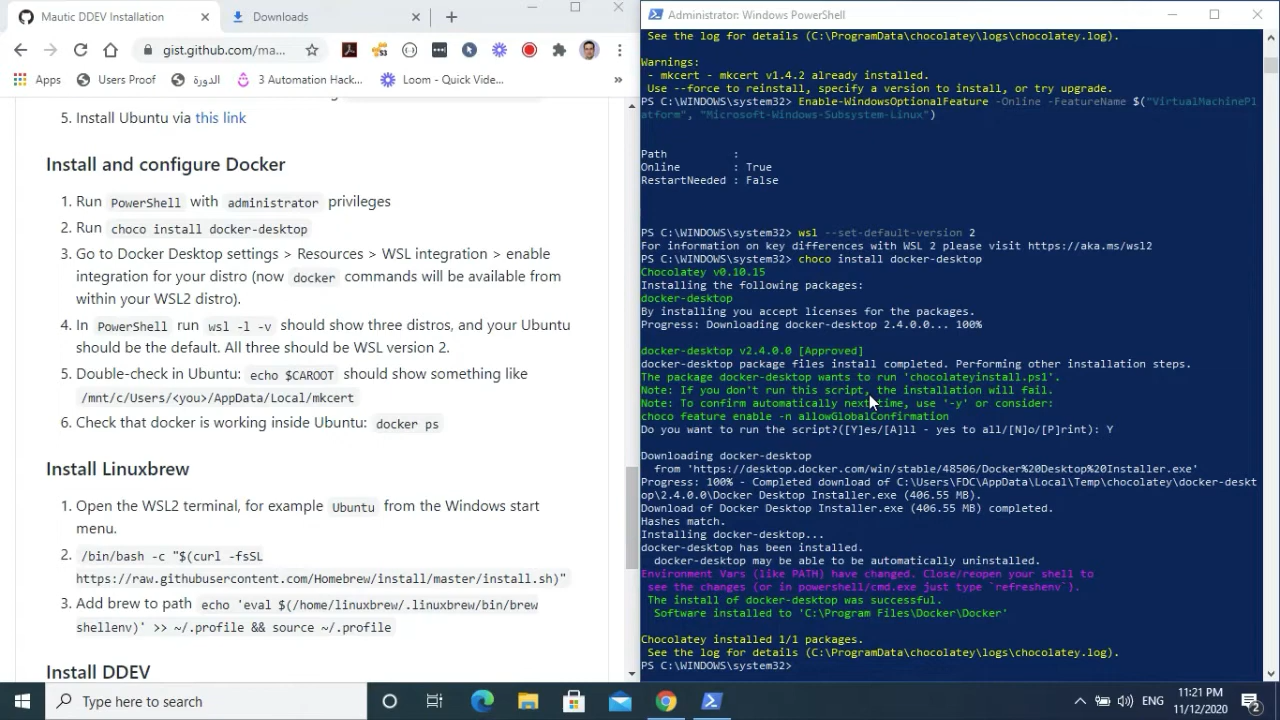 Mautic DDEV Installation
Downloads
gist.github.com/ma...
Apps
Users Proof
الدورة
3 Automation Hack...
Loom - Quick Video...
»
5. Install Ubuntu via this link
Install and configure Docker
1. Run PowerShell with administrator privileges
2. Run choco install docker-desktop
3. Go to Docker Desktop settings > Resources > WSL integration > enable
integration for your distro (now docker commands will be available from
within your WSL2 distro).
4. In PowerShell run wsl -l -v should show three distros, and your Ubuntu
should be the default. All three should be WSL version 2.
5. Double-check in Ubuntu: echo $CAROOT should show something like
/mnt/c/Users/<you>/AppData/local/mkcert
6. Check that docker is working inside Ubuntu: docker ps
Install Linuxbrew
1. Open the WSL2 terminal, for example Ubuntu from the Windows start
menu.
2. /bin/bash -c "$(curl -fsSL
https://raw.githubusercontent.com/Homebrew/install/master/install.sh)"
3. Add brew to path echo 'eval $(/home/linuxbrew/.linuxbrew/bin/brew
shellenv)' >> ~/.profile && source ~/.profile
Install DDEV
Administrator: Windows PowerShell
See the log for details (C:\ProgramData\chocolatey\logs\chocolatey.log).
Warnings:
- mkcert - mkcert v1.4.2 already installed.
Use --force to reinstall, specify a version to install, or try upgrade.
PS C:\WINDOWS\system32> Enable-WindowsOptionalFeature -Online -FeatureName $("VirtualMachinePl
atform", "Microsoft-Windows-Subsystem-Linux")
Path :
Online : True
RestartNeeded : False
PS C:\WINDOWS\system32> wsl --set-default-version 2
For information on key differences with WSL 2 please visit https://aka.ms/wsl2
PS C:\WINDOWS\system32> choco install docker-desktop
Chocolatey v0.10.15
Installing the following packages:
docker-desktop
By installing you accept licenses for the packages.
Progress: Downloading docker-desktop 2.4.0.0... 100%
docker-desktop v2.4.0.0 [Approved]
docker-desktop package files install completed. Performing other installation steps.
The package docker-desktop wants to run 'chocolateyinstall.ps1'.
Note: If you don't run this script, the installation will fail.
Note: To confirm automatically next time, use '-y' or consider:
choco feature enable -n allowGlobalConfirmation
Do you want to run the script?([Y]es/[A]ll - yes to all/[N]o/[P]rint): Y
Downloading docker-desktop
from 'https://desktop.docker.com/win/stable/48506/Docker%20Desktop%20Installer.exe'
Progress: 100% - Completed download of C:\Users\FDC\AppData\Local\Temp\chocolatey\docker-deskt
op\2.4.0.0\Docker Desktop Installer.exe (406.55 MB).
Download of Docker Desktop Installer.exe (406.55 MB) completed.
Hashes match.
Installing docker-desktop...
docker-desktop has been installed.
docker-desktop may be able to be automatically uninstalled.
Environment Vars (like PATH) have changed. Close/reopen your shell to
see the changes (or in powershell/cmd.exe just type `refreshenv`).
The install of docker-desktop was successful.
Software installed to 'C:\Program Files\Docker\Docker'
Chocolatey installed 1/1 packages.
See the log for details (C:\ProgramData\chocolatey\logs\chocolatey.log).
PS C:\WINDOWS\system32>
Type here to search
ENG
11:21 PM
11/12/2020
2